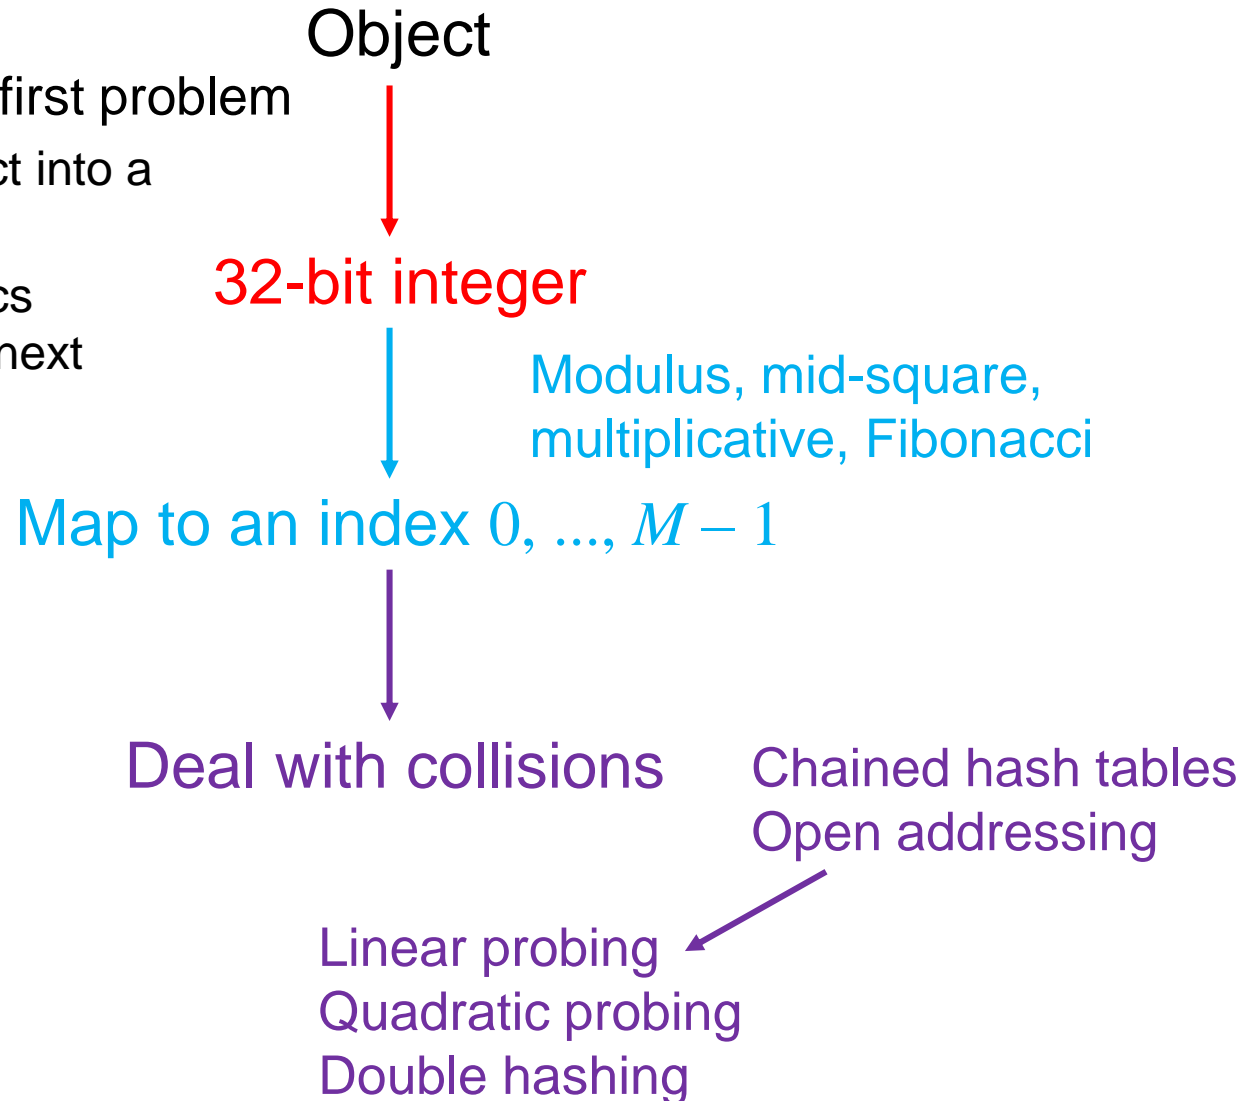 Object
first problem
ct into a
32-bit integer
cs
next
Modulus, mid-square,
multiplicative, Fibonacci
Map to an index 0, ..., M – 1
Deal with collisions
Chained hash tables
Open addressing
Linear probing
Quadratic probing
Double hashing